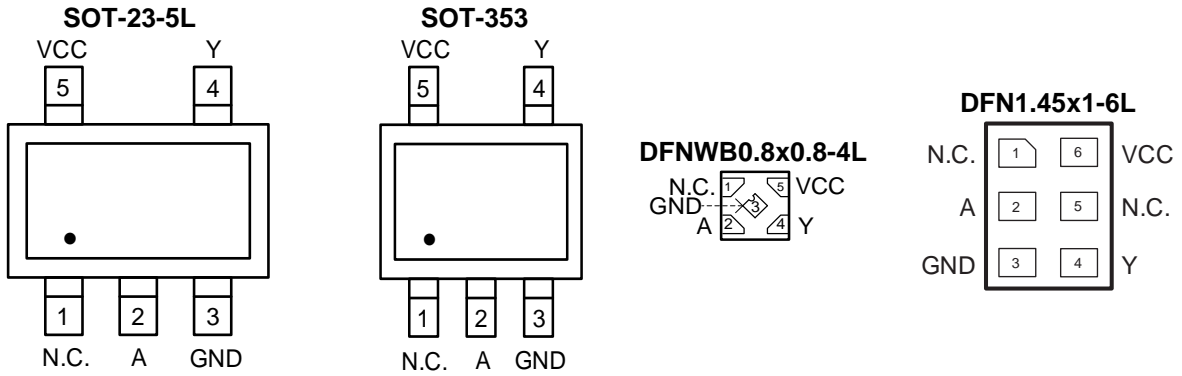 SOT-23-5L
VCC Y
5 4
1 2 3
N.C. A GND
SOT-353
VCC Y
5 4
1 2 3
N.C. A GND
DFNWB0.8x0.8-4L
N.C. 1 5 VCC
GND 3
A 2 4 Y
DFN1.45x1-6L
N.C. 1 6 VCC
A 2 5 N.C.
GND 3 4 Y